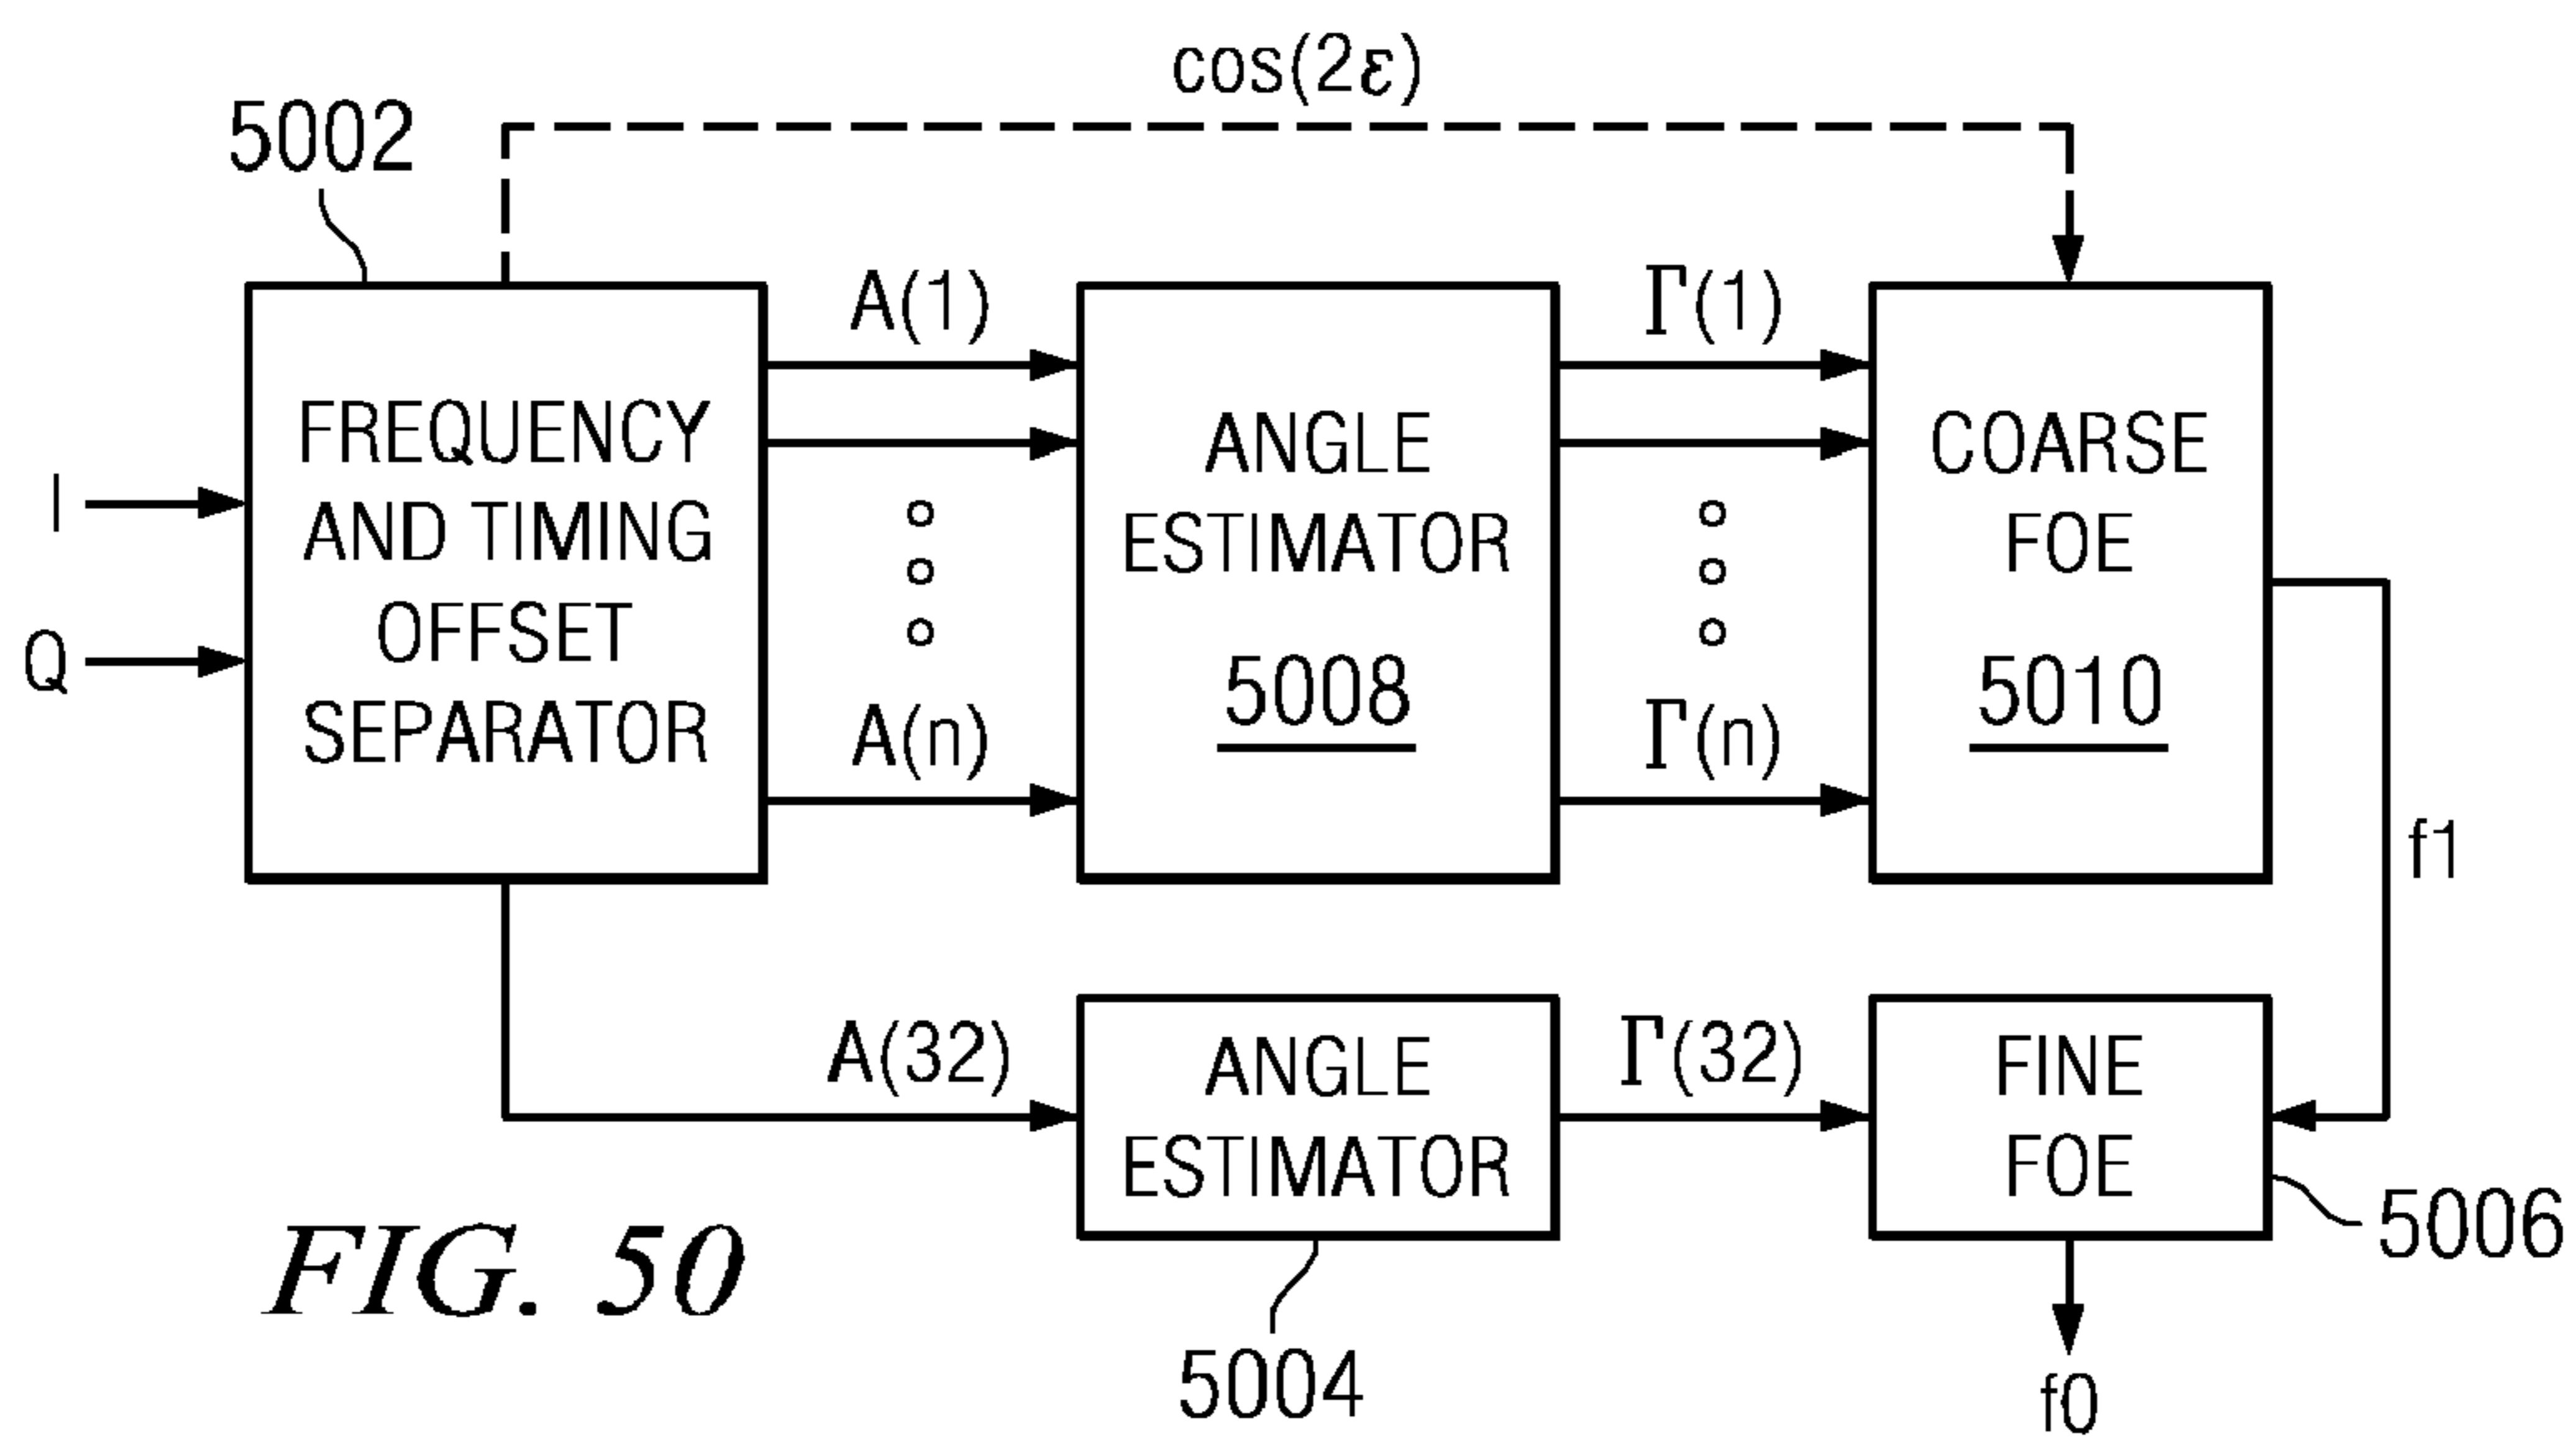 cos(2ε)
5002
A(1)
Γ(1)
FREQUENCY
AND TIMING
OFFSET
SEPARATOR
I
Q
ANGLE
ESTIMATOR
5008
COARSE
FOE
5010
A(n)
Γ(n)
f1
A(32)
ANGLE
ESTIMATOR
Γ(32)
FINE
FOE
5006
5004
f0
FIG. 50